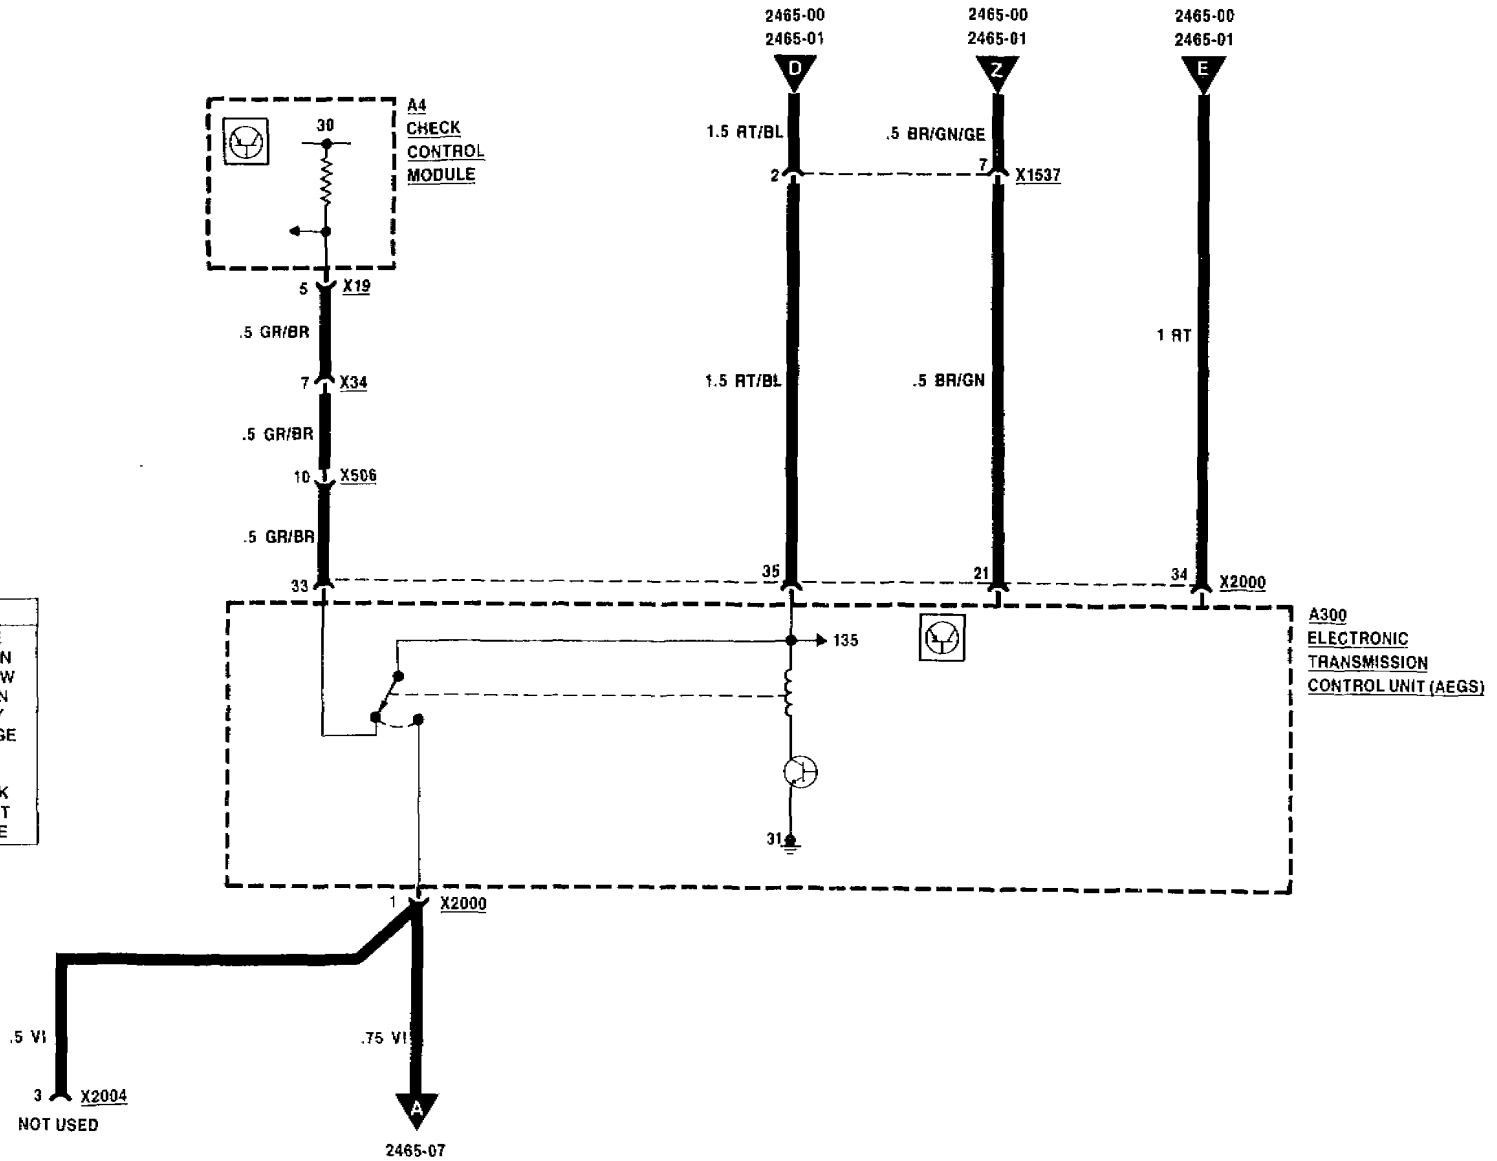 2465-00
2465-01
D
2465-00
2465-01
Z
2465-00
2465-01
E
A4
CHECK
CONTROL
MODULE
30
1.5 RT/BL
.5 BR/GN/GE
2
7
X1537
5
X19
.5 GR/BR
1 RT
7
X34
1.5 RT/BL
.5 BR/GN
.5 GR/BR
10
X506
.5 GR/BR
33
35
21
34
X2000
A300
ELECTRONIC
TRANSMISSION
CONTROL UNIT (AEGS)
135
E
N
W
N
Y
GE
K
T
E
31
1
X2000
.5 VI
.75 VI
3
X2004
NOT USED
A
2465-07